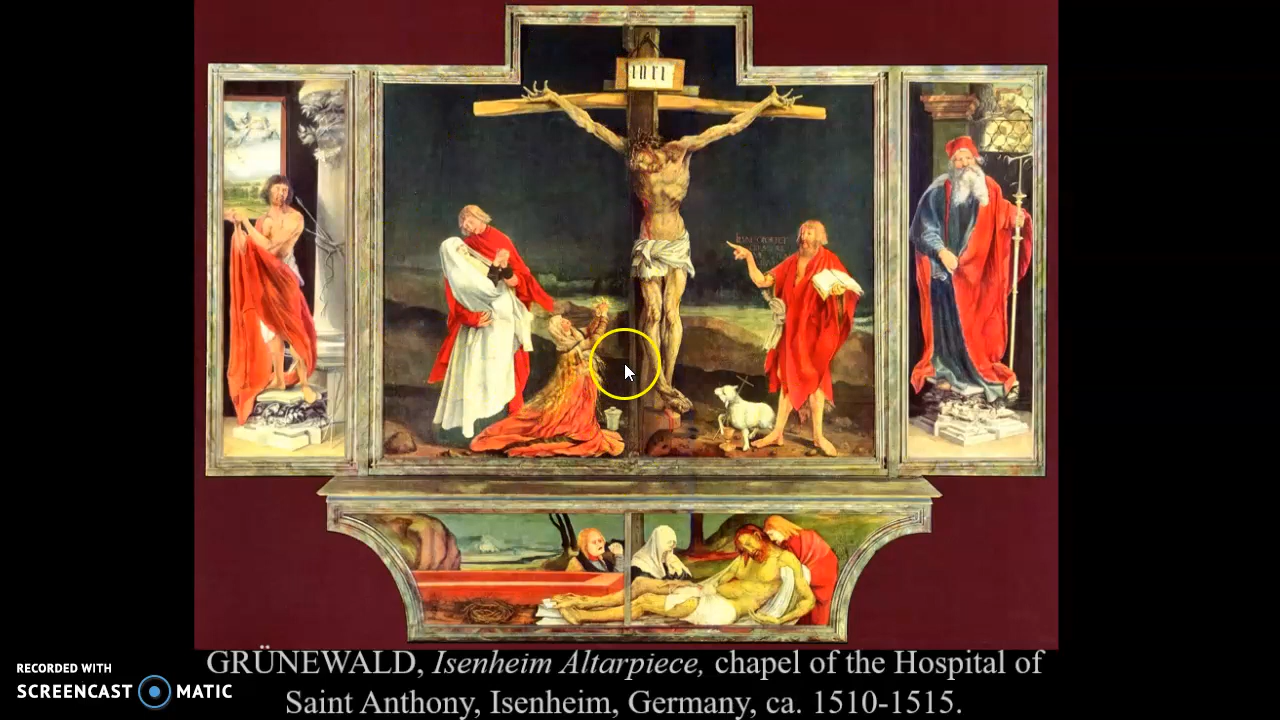 INRI
GRÜNEWALD, Isenheim Altarpiece, chapel of the Hospital of
Saint Anthony, Isenheim, Germany, ca. 1510-1515.
RECORDED WITH
SCREENCAST MATIC